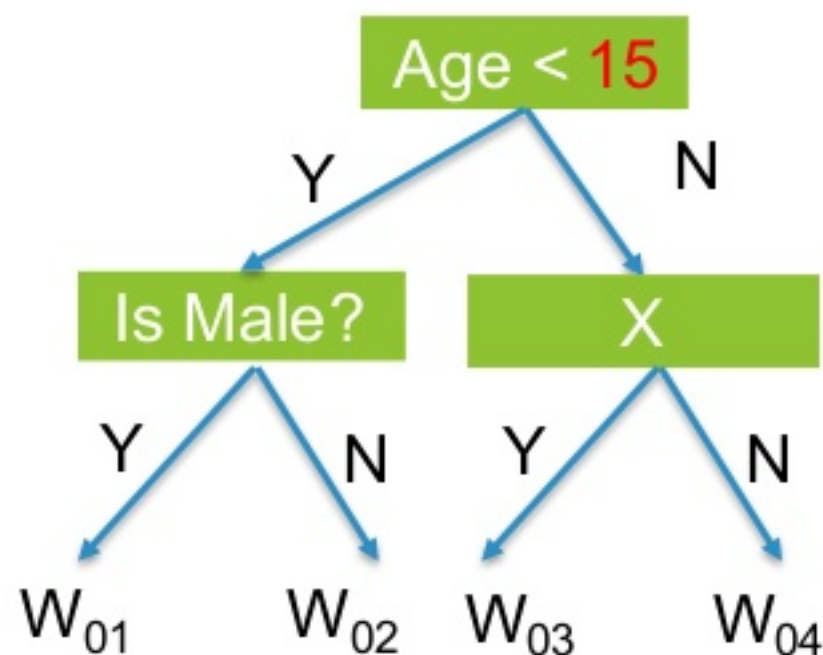 Age < 15
Y N
Is Male? X
Y N Y N
W₀₁ W₀₂ W₀₃ W₀₄